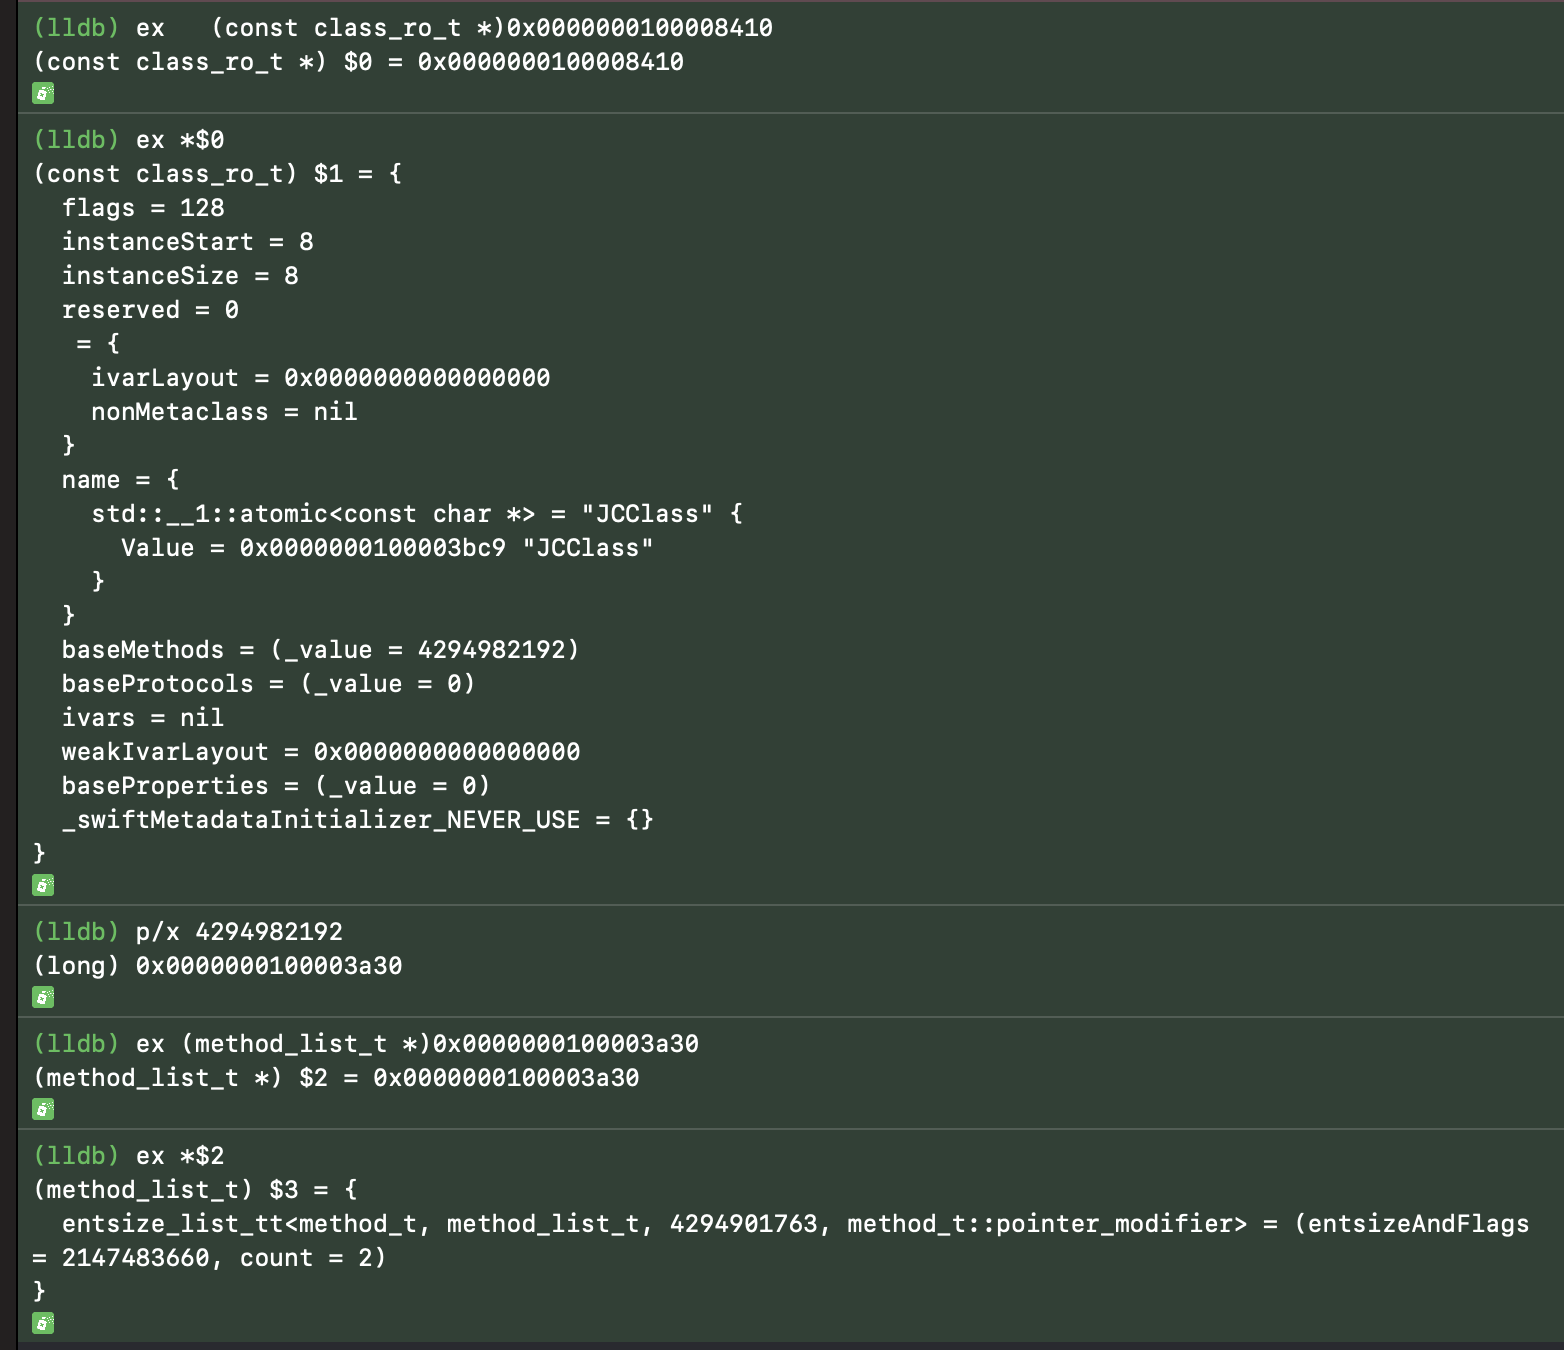 (lldb) ex   (const class_ro_t *)0x0000000100008410
(const class_ro_t *) $0 = 0x0000000100008410
(lldb) ex *$0
(const class_ro_t) $1 = {
  flags = 128
  instanceStart = 8
  instanceSize = 8
  reserved = 0
   = {
    ivarLayout = 0x0000000000000000
    nonMetaclass = nil
  }
  name = {
    std::__1::atomic<const char *> = "JCClass" {
      Value = 0x0000000100003bc9 "JCClass"
    }
  }
  baseMethods = (_value = 4294982192)
  baseProtocols = (_value = 0)
  ivars = nil
  weakIvarLayout = 0x0000000000000000
  baseProperties = (_value = 0)
  _swiftMetadataInitializer_NEVER_USE = {}
}
(lldb) p/x 4294982192
(long) 0x0000000100003a30
(lldb) ex (method_list_t *)0x0000000100003a30
(method_list_t *) $2 = 0x0000000100003a30
(lldb) ex *$2
(method_list_t) $3 = {
  entsize_list_tt<method_t, method_list_t, 4294901763, method_t::pointer_modifier> = (entsizeAndFlags
= 2147483660, count = 2)
}